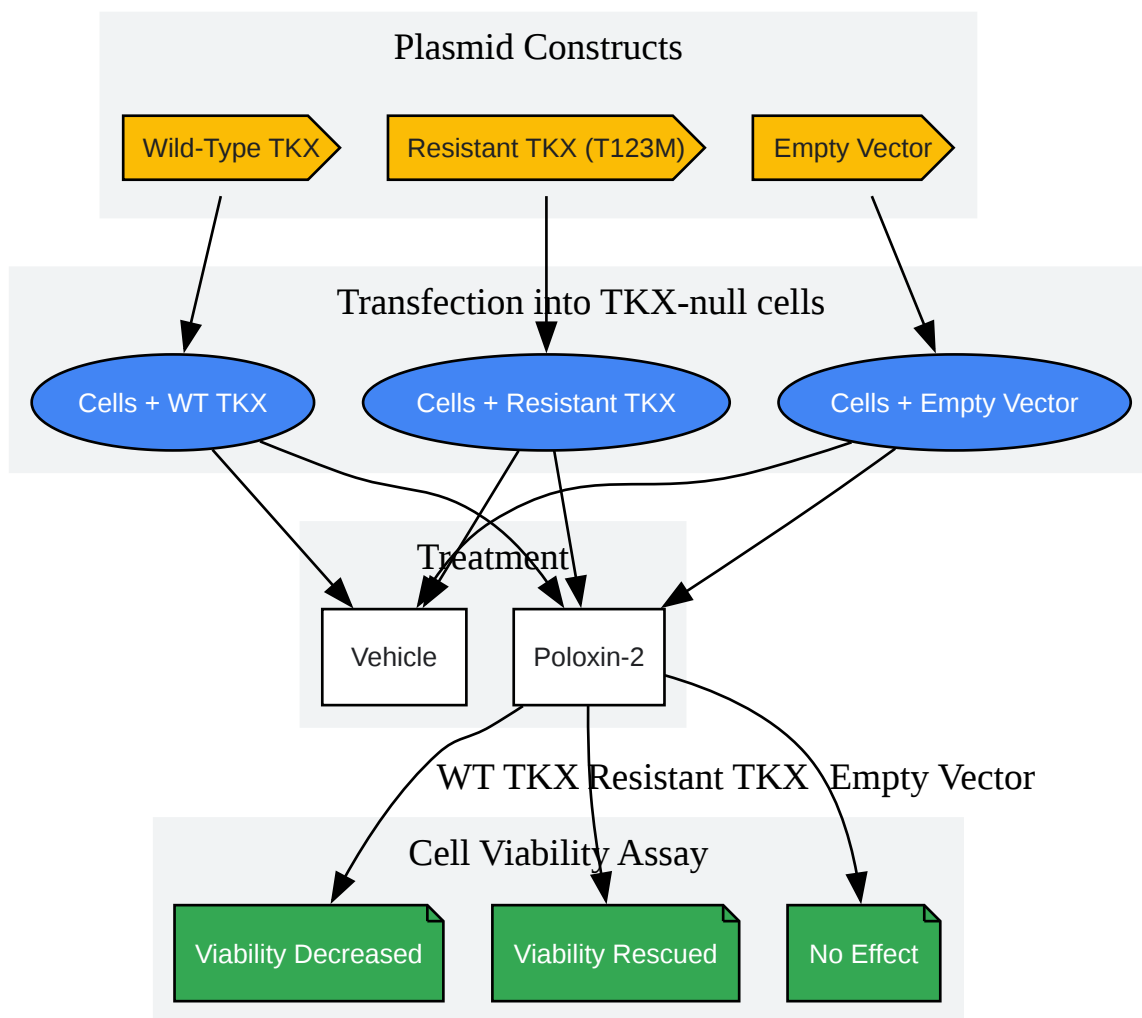 Plasmid Constructs
Wild-Type TKX
Resistant TKX (T123M)
Empty Vector
Transfection into TKX-null cells
Cells + WT TKX
Cells + Resistant TKX
Cells + Empty Vector
Treatment
Vehicle
Poloxin-2
WT TKX
Resistant TKX
Empty Vector
Cell Viability Assay
Viability Decreased
Viability Rescued
No Effect